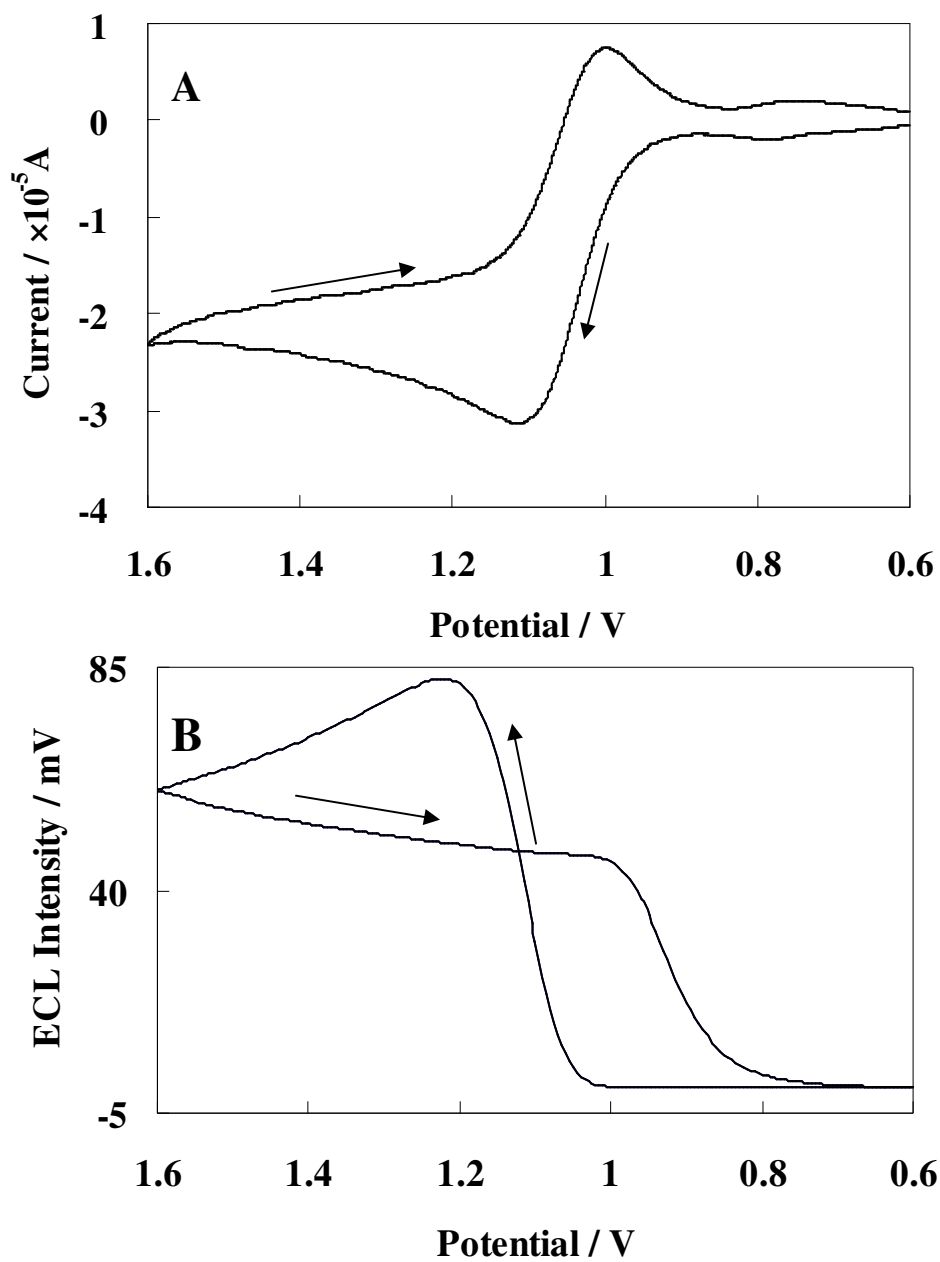 A
1
0
-1
-2
-3
-4
Current / ×10⁻⁵ A
1.6 1.4 1.2 1 0.8 0.6
Potential / V
B
85
40
-5
ECL Intensity / mV
1.6 1.4 1.2 1 0.8 0.6
Potential / V